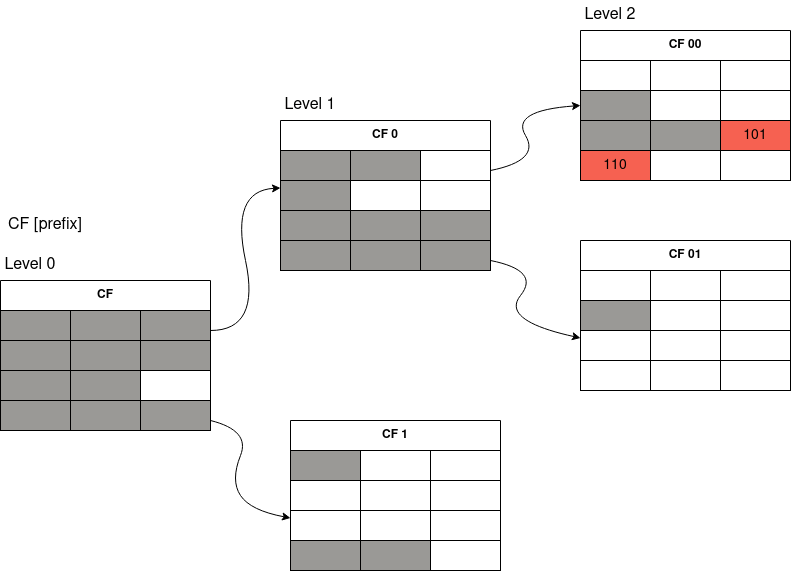 Level 2
CF 00
101
110
Level 1
CF 0
CF [prefix]
Level 0
CF
CF 01
CF 1